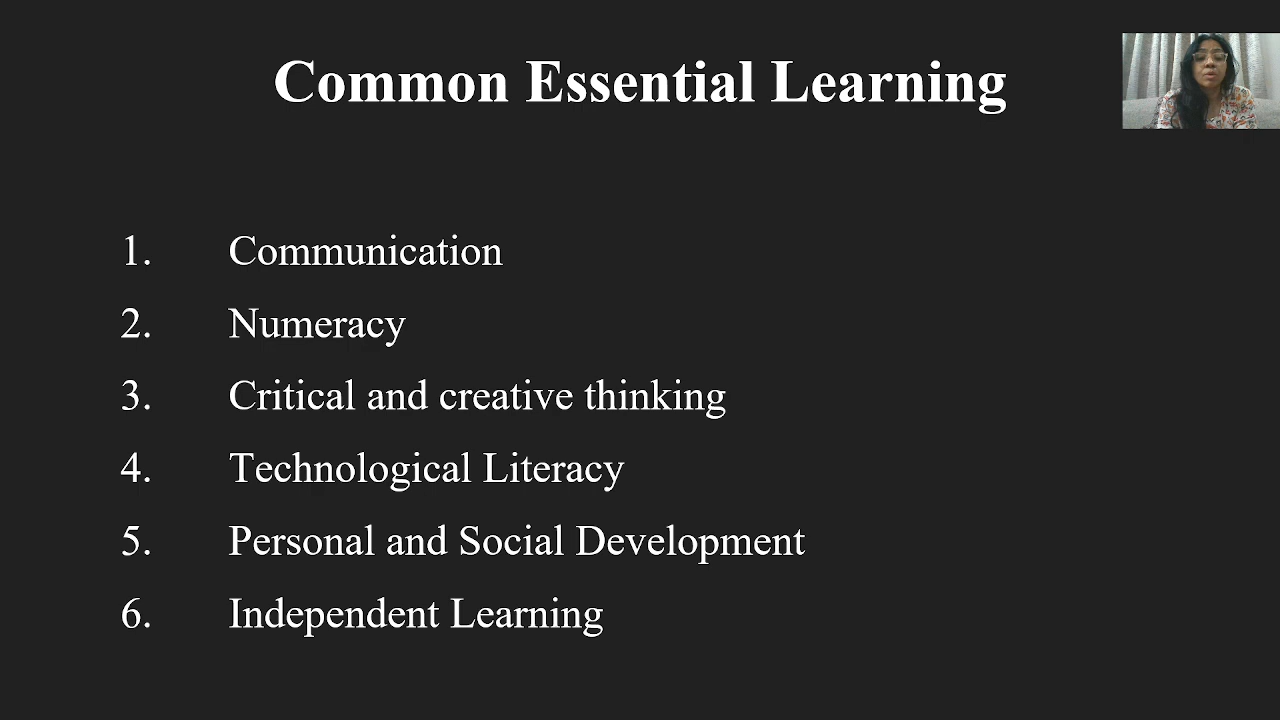 Common Essential Learning
1. Communication
2. Numeracy
3. Critical and creative thinking
4. Technological Literacy
5. Personal and Social Development
6. Independent Learning